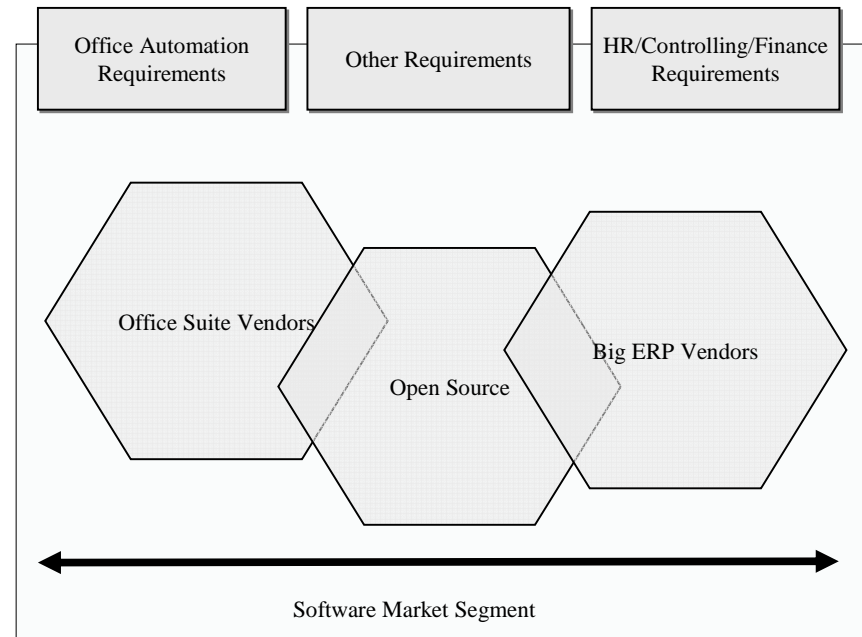 Office Automation
Requirements
Other Requirements
HR/Controlling/Finance
Requirements
Office Suite Vendors
Open Source
Big ERP Vendors
Software Market Segment